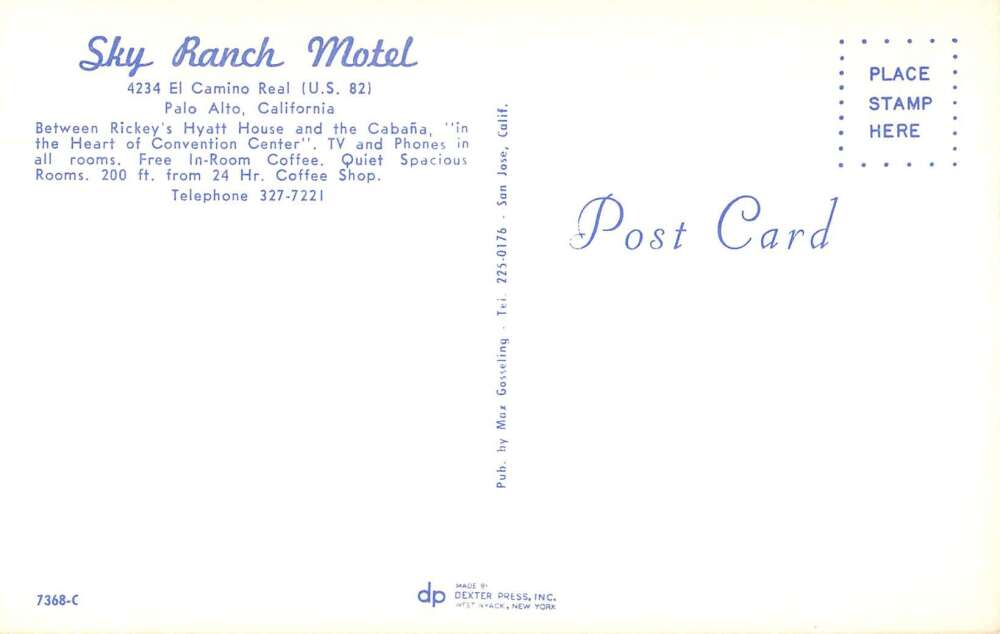 Sky Ranch Motel
4234 El Camino Real (U.S. 82)
Palo Alto, California
Between Rickey's Hyatt House and the Cabaña, "in
the Heart of Convention Center". TV and Phones in
all rooms. Free In-Room Coffee. Quiet Spacious
Rooms. 200 ft. from 24 Hr. Coffee Shop.
Telephone 327-7221
7368-C
Pub. by Max Gosseling - Tel. 225-0176 - San Jose, Calif.
dp
MADE BY
DEXTER PRESS, INC.
WEST NYACK, NEW YORK
PLACE
STAMP
HERE
Post Card